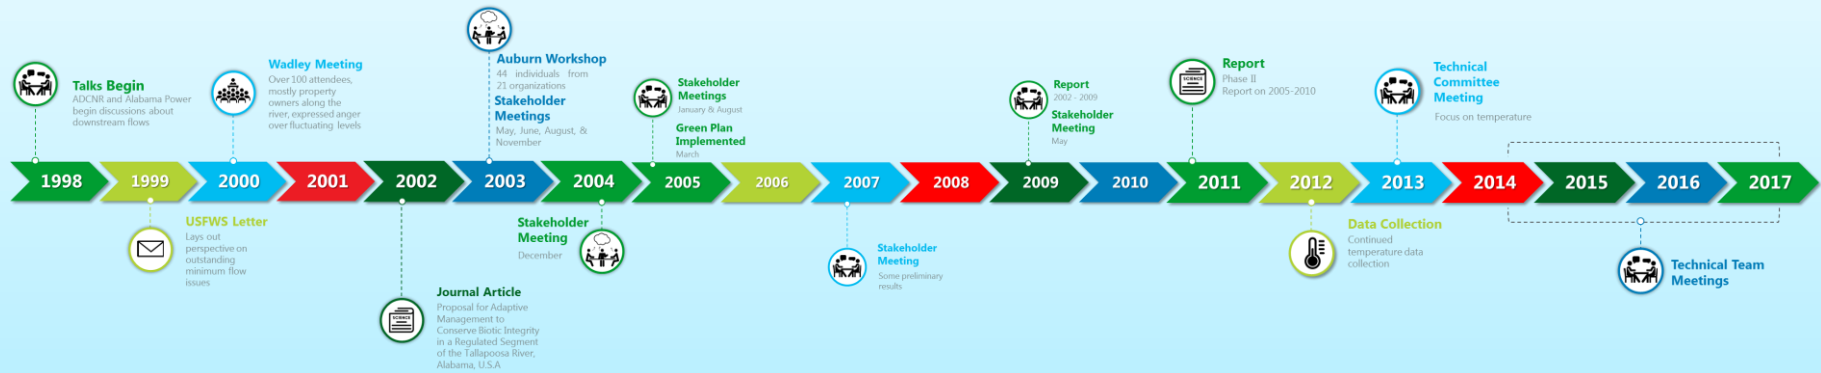 Talks Begin
ADCNR and Alabama Power
begin discussions about
downstream flows
Wadley Meeting
Over 100 attendees,
mostly property
owners along the
river, expressed anger
over fluctuating levels
Auburn Workshop
44 individuals from
21 organizations
Stakeholder
Meetings
May, June, August, &
November
Stakeholder
Meetings
January & August
Green Plan
Implemented
March
Report
2002 - 2009
Stakeholder
Meeting
May
SCIENCE
Report
Phase II
Report on 2005-2010
Technical
Committee
Meeting
Focus on temperature
1998
1999
2000
2001
2002
2003
2004
2005
2006
2007
2008
2009
2010
2011
2012
2013
2014
2015
2016
2017
USFWS Letter
Lays out
perspective on
outstanding
minimum flow
issues
SCIENCE
Journal Article
Proposal for Adaptive
Management to
Conserve Biotic Integrity
in a Regulated Segment
of the Tallapoosa River,
Alabama, U.S.A
Stakeholder
Meeting
December
Stakeholder
Meeting
Some preliminary
results
Data Collection
Continued
temperature data
collection
Technical Team
Meetings